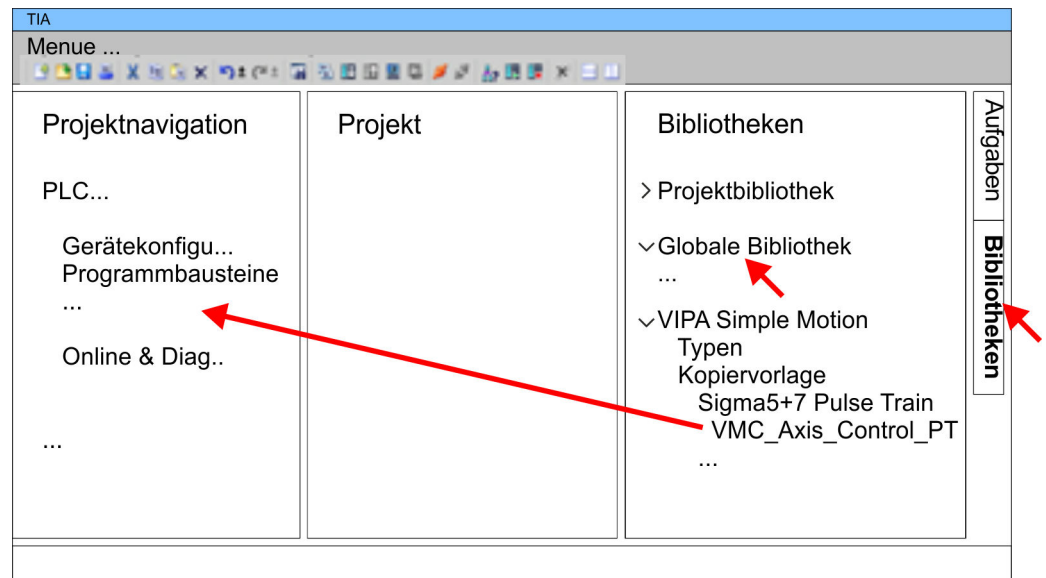 TIA
Menue ...
Projektnavigation
PLC...
Gerätekonfigu...
Programmbausteine
...
Online & Diag..
...
Projekt
Bibliotheken
Projektbibliothek
Globale Bibliothek
...
VIPA Simple Motion
Typen
Kopiervorlage
Sigma5+7 Pulse Train
VMC_Axis_Control_PT
...
Aufgaben
Bibliotheken